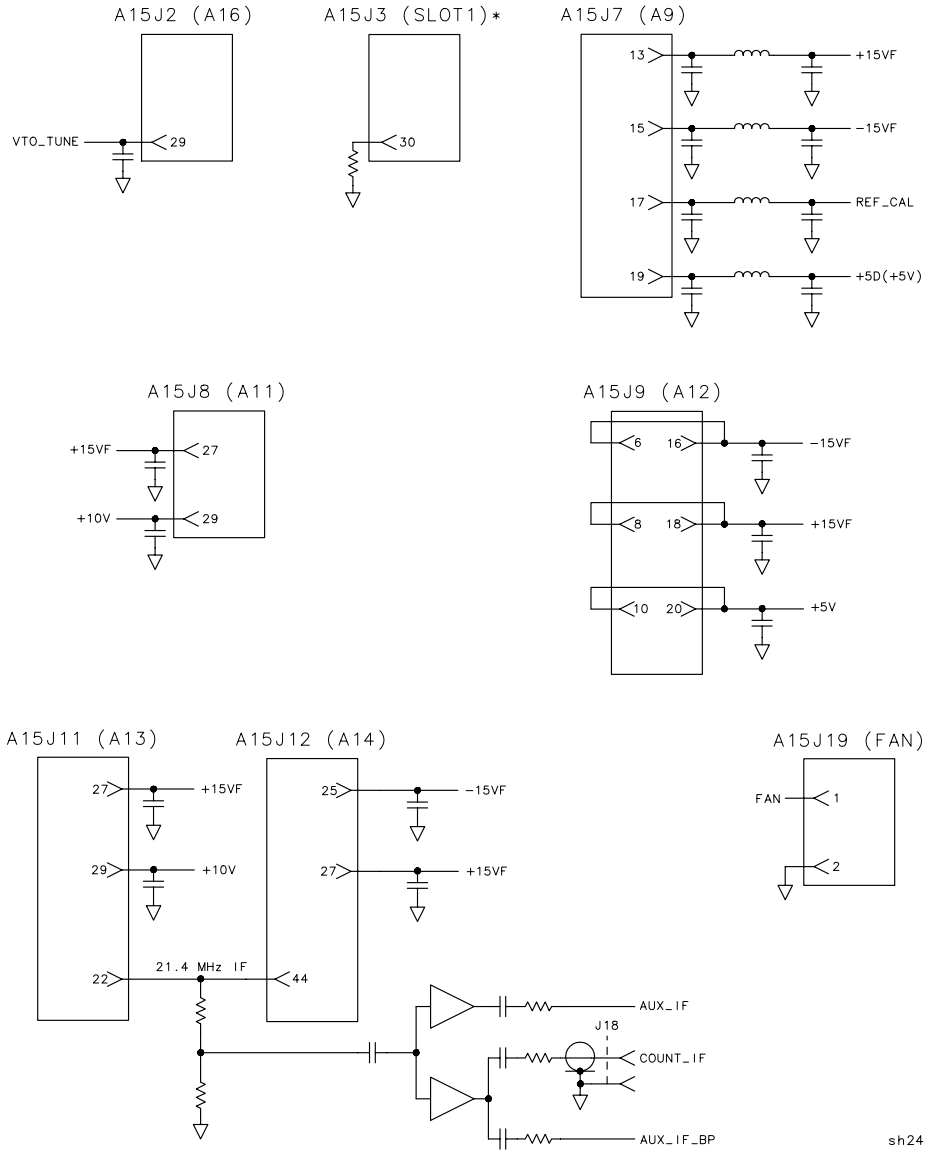 A15J2 (A16)
A15J3 (SLOT1)*
A15J7 (A9)
VTO_TUNE
29
30
13
+15VF
15
-15VF
17
REF_CAL
19
+5D(+5V)
A15J8 (A11)
+15VF
27
+10V
29
A15J9 (A12)
6
16
-15VF
8
18
+15VF
10
20
+5V
A15J11 (A13)
27
+15VF
29
+10V
22
21.4 MHz IF
A15J12 (A14)
25
-15VF
27
+15VF
44
A15J19 (FAN)
FAN
1
2
AUX_IF
J18
COUNT_IF
AUX_IF_BP
sh24